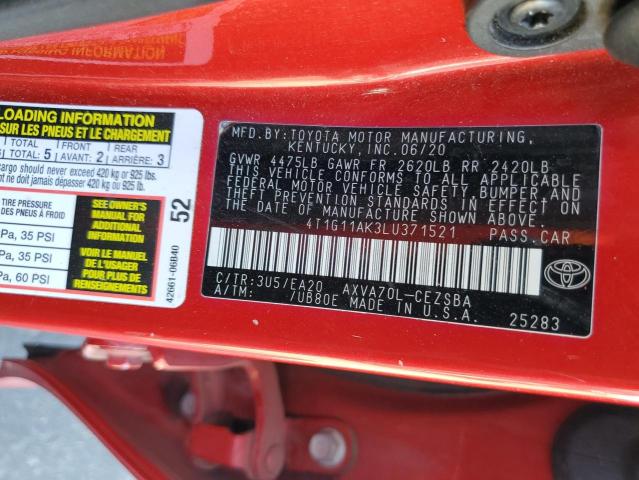 LOADING INFORMATION
SUR LES PNEUS ET LE CHARGEMENT
TOTAL FRONT REAR
TOTAL: 5 AVANT: 2 ARRIÈRE: 3
cargo should never exceed 420 kg or 925 lbs.
ne doit jamais dépasser 420 kg ou 925 lb.
TIRE PRESSURE
DES PNEUS À FROID
Pa, 35 PSI
Pa, 35 PSI
Pa, 60 PSI
SEE OWNER'S
MANUAL FOR
ADDITIONAL
INFORMATION
VOIR LE MANUEL
DE L'USAGER
POUR PLUS DE
RENSEIGNEMENTS
52
42661-06B40
MFD.BY:TOYOTA MOTOR MANUFACTURING,
KENTUCKY, INC. 06/20
GVWR 4475LB GAWR FR 2620LB RR 2420LB
THIS VEHICLE CONFORMS TO ALL APPLICABLE
FEDERAL MOTOR VEHICLE SAFETY, BUMPER, AND
THEFT PREVENTION STANDARDS IN EFFECT ON
THE DATE OF MANUFACTURE SHOWN ABOVE.
4T1G11AK3LU371521 PASS.CAR
C/TR:3U5/EA20 AXVA70L-CEZSBA
A/TM: /UB80E MADE IN U.S.A.
25283